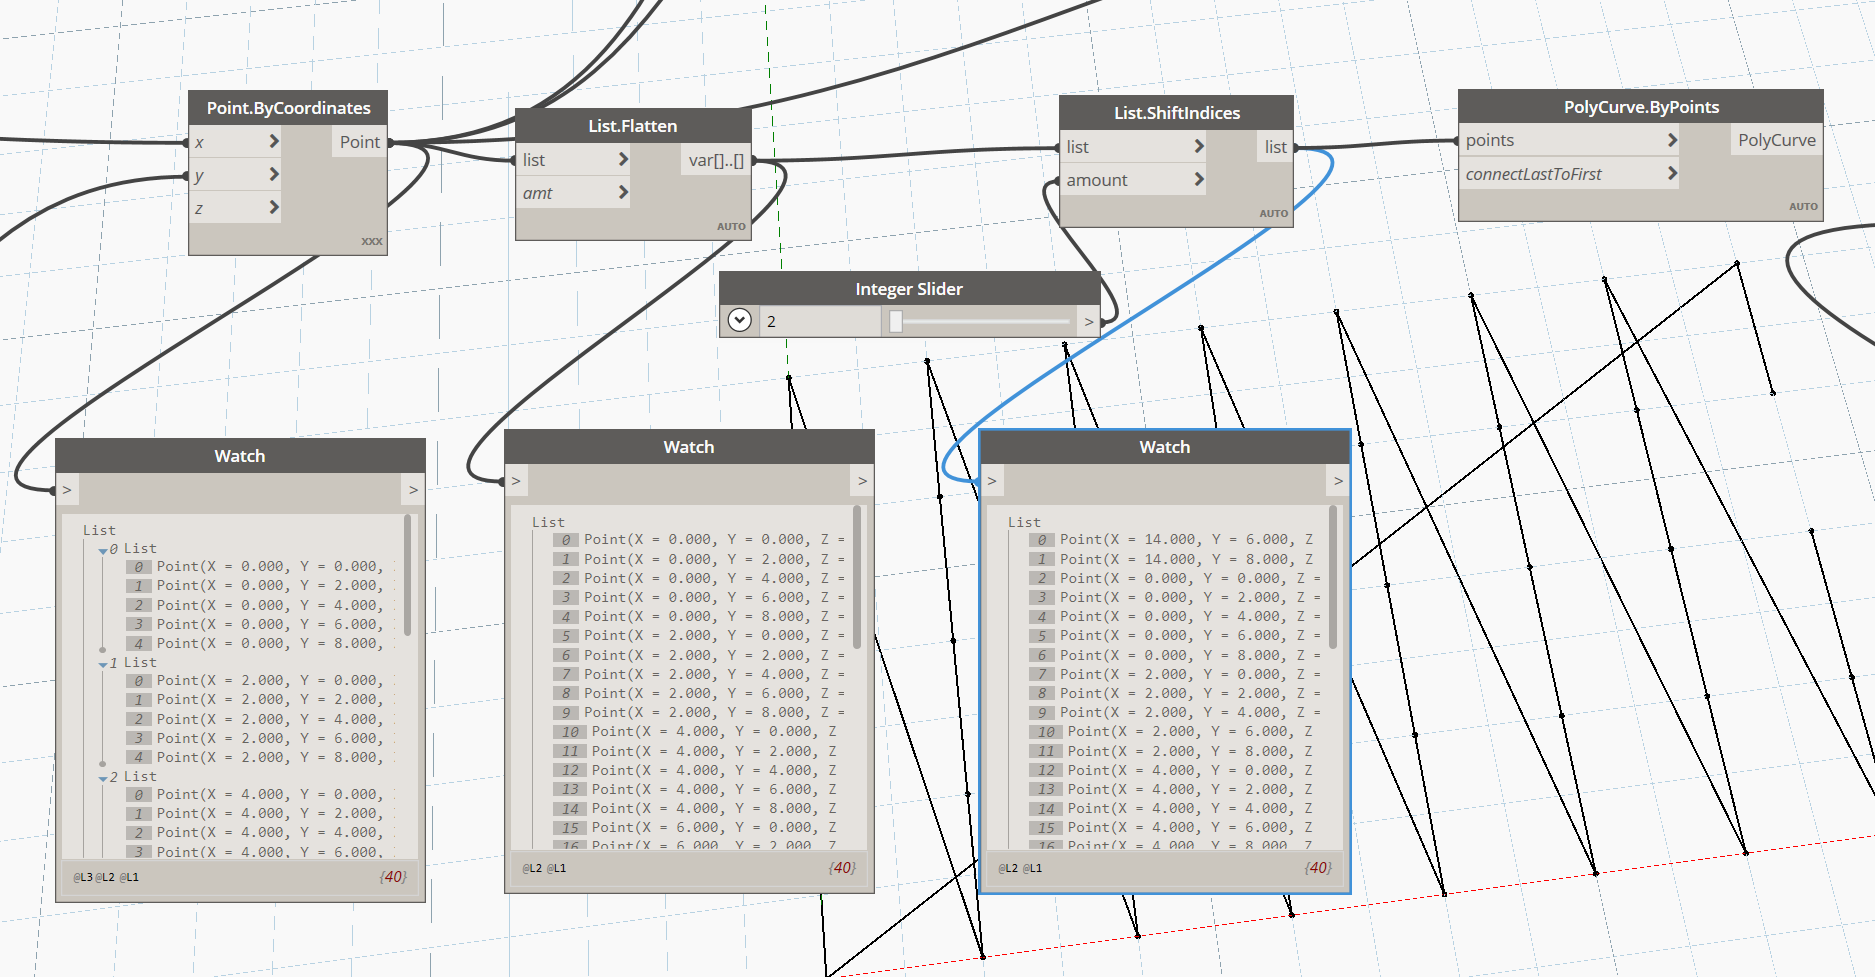 Point.ByCoordinates
x
y
z
Point
xxx
List.Flatten
list
amt
var[]..[]
AUTO
List.ShiftIndices
list
amount
list
AUTO
PolyCurve.ByPoints
points
connectLastToFirst
PolyCurve
AUTO
Integer Slider
2
>
Watch
> >
List
0 List
0 Point(X = 0.000, Y = 0.000,
1 Point(X = 0.000, Y = 2.000,
2 Point(X = 0.000, Y = 4.000,
3 Point(X = 0.000, Y = 6.000,
4 Point(X = 0.000, Y = 8.000,
1 List
0 Point(X = 2.000, Y = 0.000,
1 Point(X = 2.000, Y = 2.000,
2 Point(X = 2.000, Y = 4.000,
3 Point(X = 2.000, Y = 6.000,
4 Point(X = 2.000, Y = 8.000,
2 List
0 Point(X = 4.000, Y = 0.000,
1 Point(X = 4.000, Y = 2.000,
2 Point(X = 4.000, Y = 4.000,
3 Point(X = 4.000, Y = 6.000,
@L3 @L2 @L1 {40}
Watch
> >
List
0 Point(X = 0.000, Y = 0.000, Z =
1 Point(X = 0.000, Y = 2.000, Z =
2 Point(X = 0.000, Y = 4.000, Z =
3 Point(X = 0.000, Y = 6.000, Z =
4 Point(X = 0.000, Y = 8.000, Z =
5 Point(X = 2.000, Y = 0.000, Z =
6 Point(X = 2.000, Y = 2.000, Z =
7 Point(X = 2.000, Y = 4.000, Z =
8 Point(X = 2.000, Y = 6.000, Z =
9 Point(X = 2.000, Y = 8.000, Z =
10 Point(X = 4.000, Y = 0.000, Z
11 Point(X = 4.000, Y = 2.000, Z
12 Point(X = 4.000, Y = 4.000, Z
13 Point(X = 4.000, Y = 6.000, Z
14 Point(X = 4.000, Y = 8.000, Z
15 Point(X = 6.000, Y = 0.000, Z
16 Point(X = 6.000, Y = 2.000, Z
@L2 @L1 {40}
Watch
> >
List
0 Point(X = 14.000, Y = 6.000, Z
1 Point(X = 14.000, Y = 8.000, Z
2 Point(X = 0.000, Y = 0.000, Z =
3 Point(X = 0.000, Y = 2.000, Z =
4 Point(X = 0.000, Y = 4.000, Z =
5 Point(X = 0.000, Y = 6.000, Z =
6 Point(X = 0.000, Y = 8.000, Z =
7 Point(X = 2.000, Y = 0.000, Z =
8 Point(X = 2.000, Y = 2.000, Z =
9 Point(X = 2.000, Y = 4.000, Z =
10 Point(X = 2.000, Y = 6.000, Z
11 Point(X = 2.000, Y = 8.000, Z
12 Point(X = 4.000, Y = 0.000, Z
13 Point(X = 4.000, Y = 2.000, Z
14 Point(X = 4.000, Y = 4.000, Z
15 Point(X = 4.000, Y = 6.000, Z
16 Point(X = 4.000, Y = 8.000, Z
@L2 @L1 {40}